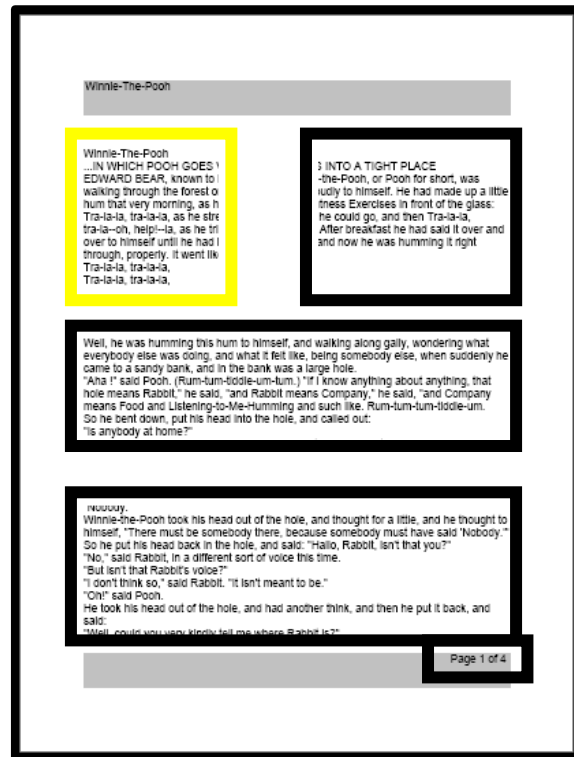 Winnie-The-Pooh
Winnie-The-Pooh
...IN WHICH POOH GOES
EDWARD BEAR, known to
walking through the forest o
hum that very morning, as h
Tra-la-la, tra-la-la, as he stre
tra-la--oh, help!--la, as he tri
over to himself until he had
through, properly. It went lik
Tra-la-la, tra-la-la,
Tra-la-la, tra-la-la,
INTO A TIGHT PLACE
-the-Pooh, or Pooh for short, was
udly to himself. He had made up a little
tness Exercises in front of the glass:
he could go, and then Tra-la-la,
After breakfast he had said it over and
and now he was humming it right
Well, he was humming this hum to himself, and walking along gaily, wondering what
everybody else was doing, and what it felt like, being somebody else, when suddenly he
came to a sandy bank, and in the bank was a large hole.
"Aha !" said Pooh. (Rum-tum-tiddle-um-tum.) "If I know anything about anything, that
hole means Rabbit," he said, "and Rabbit means Company," he said, "and Company
means Food and Listening-to-Me-Humming and such like. Rum-tum-tum-tiddle-um.
So he bent down, put his head into the hole, and called out:
"Is anybody at home?"
"Nobody.
Winnie-the-Pooh took his head out of the hole, and thought for a little, and he thought to
himself, "There must be somebody there, because somebody must have said 'Nobody.'"
So he put his head back in the hole, and said: "Hallo, Rabbit, isn't that you?"
"No," said Rabbit, in a different sort of voice this time.
"But isn't that Rabbit's voice?"
"I don't think so," said Rabbit. "It isn't meant to be."
"Oh!" said Pooh.
He took his head out of the hole, and had another think, and then he put it back, and
said:
"Well, could you very kindly tell me where Rabbit is?"
Page 1 of 4